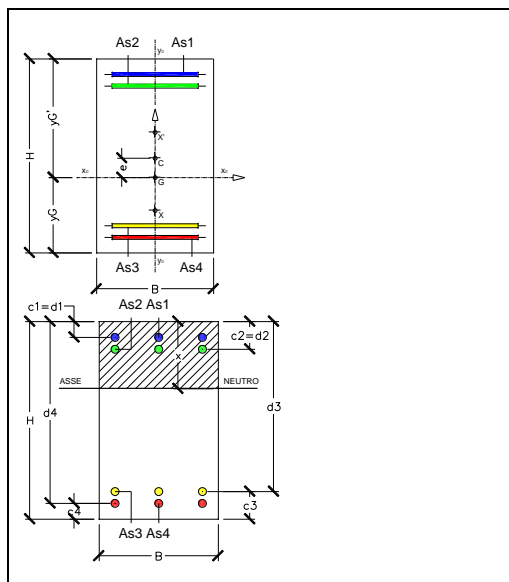 As2 As1
y₀
yG'
H
X'
e
C
x₀ x₀
G
yG
X
y₀
As3 As4
B
As2 As1
c1=d1
c2=d2
x
ASSE NEUTRO
H
d4
d3
c4
c3
As3 As4
B